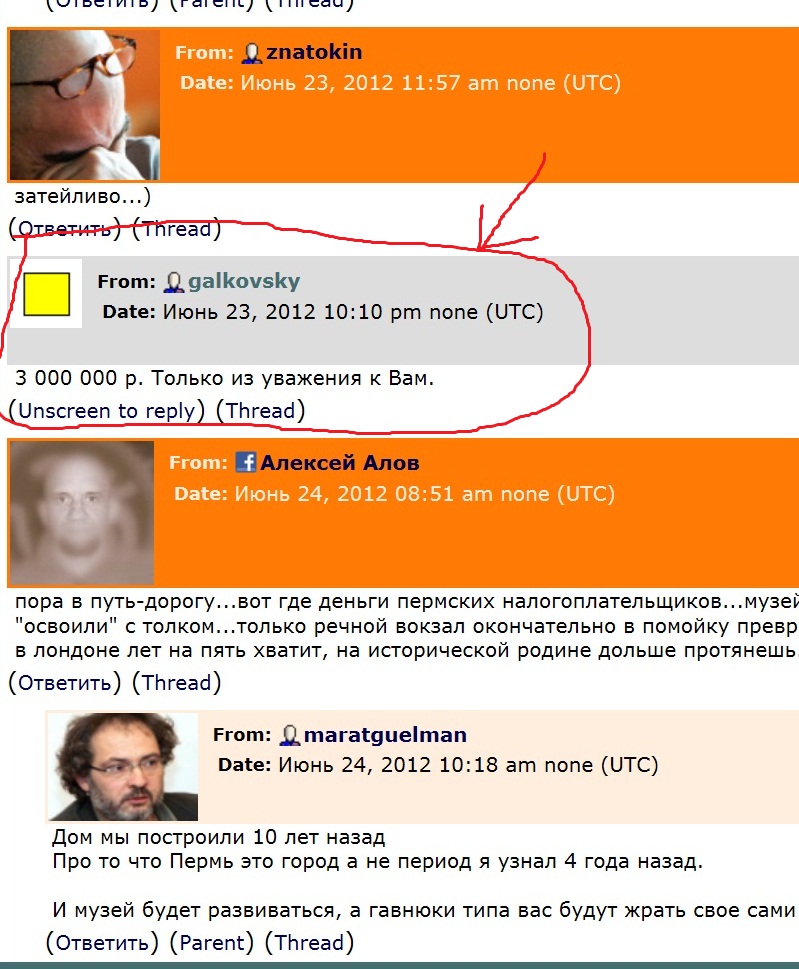 (Ответить) (Parent) (Thread)
From: znatokin
Date: Июнь 23, 2012 11:57 am none (UTC)
затейливо...)
(Ответить) (Thread)
From: galkovsky
Date: Июнь 23, 2012 10:10 pm none (UTC)
3 000 000 р. Только из уважения к Вам.
(Unscreen to reply) (Thread)
From: Алексей Алов
Date: Июнь 24, 2012 08:51 am none (UTC)
пора в путь-дорогу...вот где деньги пермских налогоплательщиков...музей
"освоили" с толком...только речной вокзал окончательно в помойку превр
в лондоне лет на пять хватит, на исторической родине дольше протянешь.
(Ответить) (Thread)
From: maratguelman
Date: Июнь 24, 2012 10:18 am none (UTC)
Дом мы построили 10 лет назад
Про то что Пермь это город а не период я узнал 4 года назад.
И музей будет развиваться, а гавнюки типа вас будут жрать свое сами
(Ответить) (Parent) (Thread)